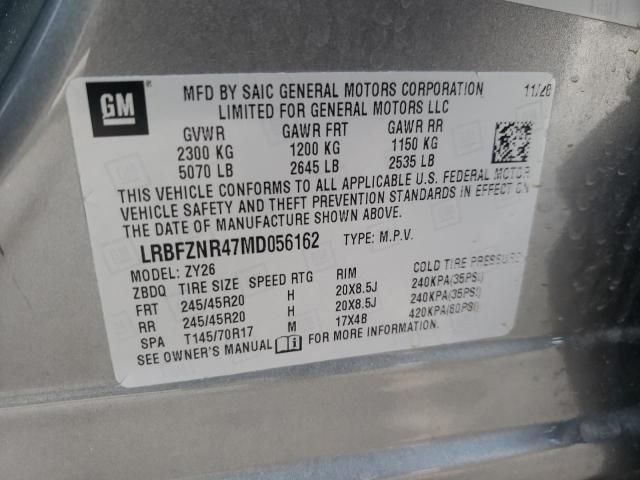 GM
MFD BY SAIC GENERAL MOTORS CORPORATION 11/20
LIMITED FOR GENERAL MOTORS LLC
GVWR GAWR FRT GAWR RR
2300 KG 1200 KG 1150 KG
5070 LB 2645 LB 2535 LB
THIS VEHICLE CONFORMS TO ALL APPLICABLE U.S. FEDERAL MOTOR
VEHICLE SAFETY AND THEFT PREVENTION STANDARDS IN EFFECT ON
THE DATE OF MANUFACTURE SHOWN ABOVE.
LRBFZNR47MD056162 TYPE: M.P.V.
MODEL: ZY26
ZBDQ TIRE SIZE SPEED RTG RIM COLD TIRE PRESSURE
FRT 245/45R20 H 20X8.5J 240KPA(35PSI)
RR 245/45R20 H 20X8.5J 240KPA(35PSI)
SPA T145/70R17 M 17X4B 420KPA(60PSI)
SEE OWNER'S MANUAL FOR MORE INFORMATION